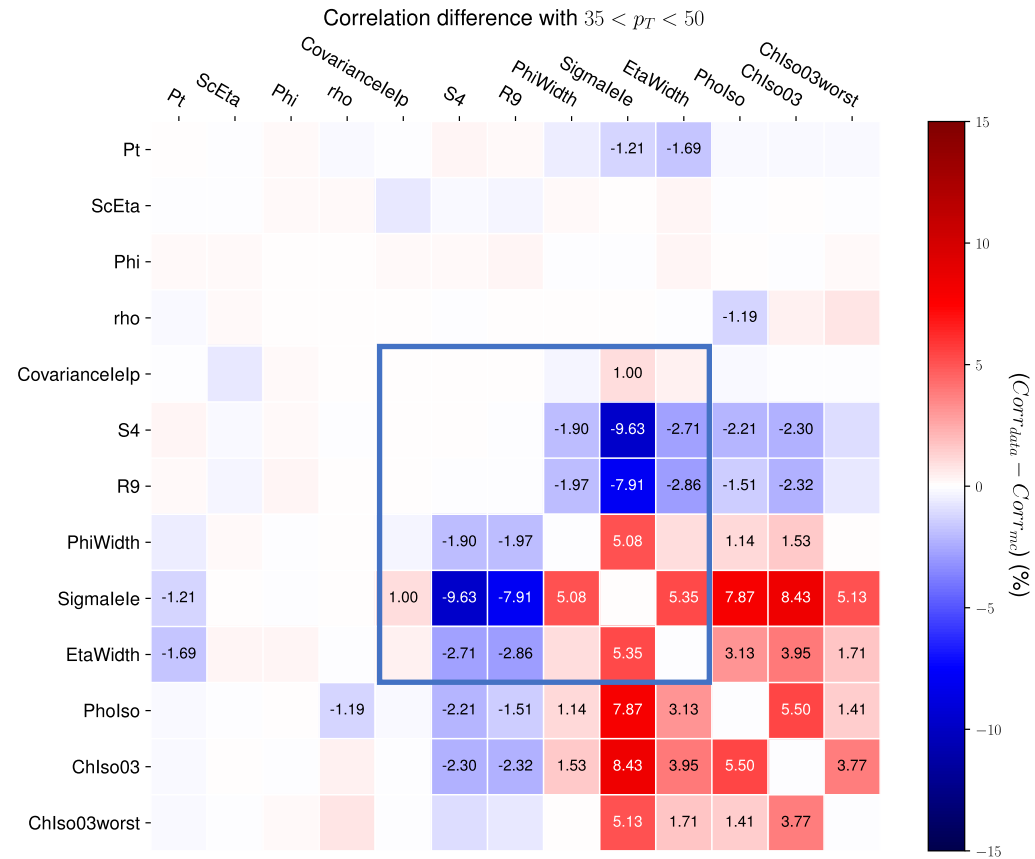 Correlation difference with 35 < p_T < 50
Pt ScEta Phi rho CovarianceIeIp S4 R9 PhiWidth SigmaIeIe EtaWidth PhoIso ChIso03 ChIso03worst
Pt -1.21 -1.69
ScEta
Phi
rho -1.19
CovarianceIeIp 1.00
S4 -1.90 -9.63 -2.71 -2.21 -2.30
R9 -1.97 -7.91 -2.86 -1.51 -2.32
PhiWidth -1.90 -1.97 5.08 1.14 1.53
SigmaIeIe -1.21 1.00 -9.63 -7.91 5.08 5.35 7.87 8.43 5.13
EtaWidth -1.69 -2.71 -2.86 5.35 3.13 3.95 1.71
PhoIso -1.19 -2.21 -1.51 1.14 7.87 3.13 5.50 1.41
ChIso03 -2.30 -2.32 1.53 8.43 3.95 5.50 3.77
ChIso03worst 5.13 1.71 1.41 3.77
15
10
5
0
−5
−10
−15
(Corr_data − Corr_mc) (%)